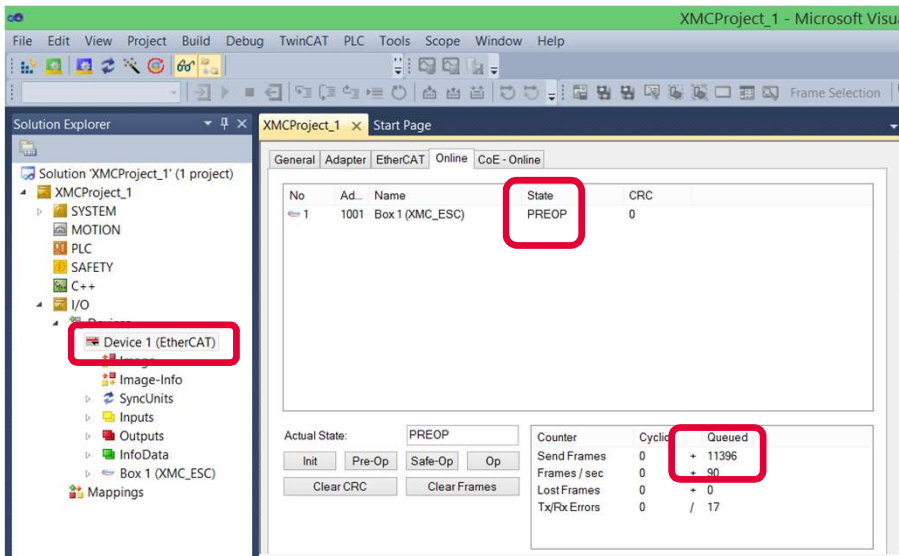 XMCProject_1 - Microsoft Visu
File Edit View Project Build Debug TwinCAT PLC Tools Scope Window Help
Frame Selection
Solution Explorer
Solution 'XMCProject_1' (1 project)
XMCProject_1
SYSTEM
MOTION
PLC
SAFETY
C++
I/O
Device 1 (EtherCAT)
Image-Info
SyncUnits
Inputs
Outputs
InfoData
Box 1 (XMC_ESC)
Mappings
XMCProject_1 Start Page
General Adapter EtherCAT Online CoE - Online
No Ad... Name State CRC
1 1001 Box 1 (XMC_ESC) PREOP 0
Actual State: PREOP
Init Pre-Op Safe-Op Op
Clear CRC Clear Frames
Counter Cyclic Queued
Send Frames 0 + 11396
Frames / sec 0 + 90
Lost Frames 0 + 0
Tx/Rx Errors 0 / 17